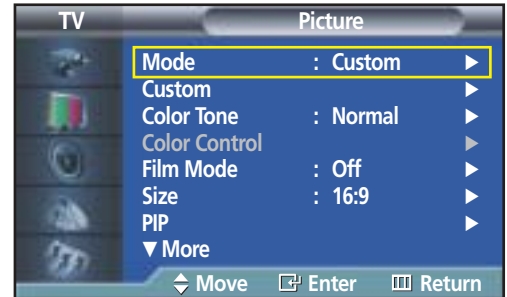 TV Picture
Mode : Custom ▶
Custom ▶
Color Tone : Normal ▶
Color Control ▶
Film Mode : Off ▶
Size : 16:9 ▶
PIP ▶
▼ More
Move Enter Return